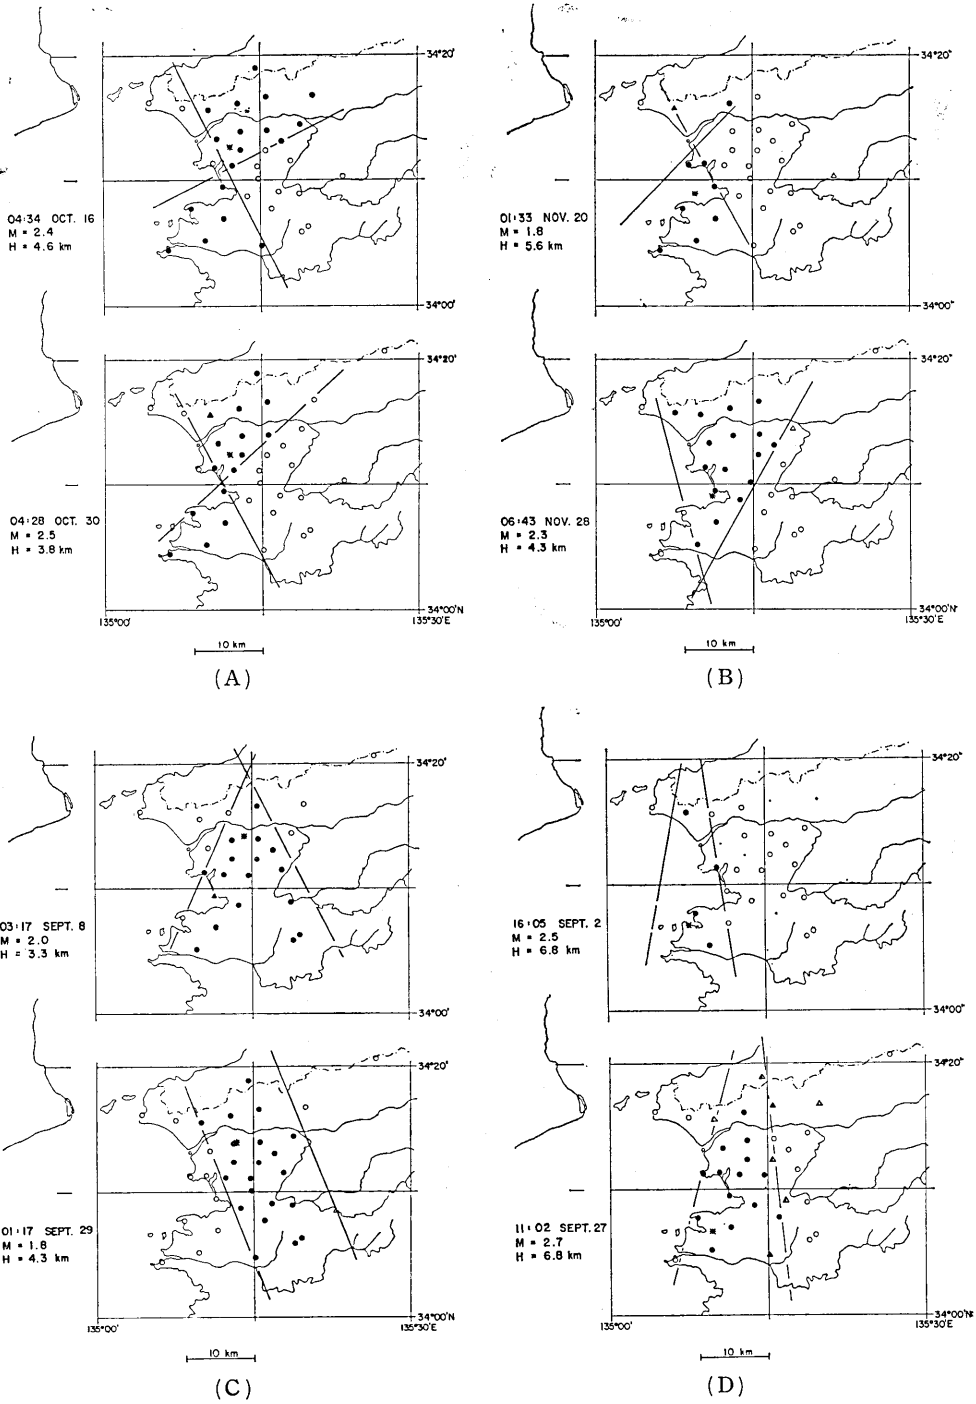 34°20'
04:34 OCT. 16
M = 2.4
H = 4.6 km
34°00'
34°20'
04:28 OCT. 30
M = 2.5
H = 3.8 km
34°00'N
135°00'
135°30'E
10 km
(A)
34°20'
01:33 NOV. 20
M = 1.8
H = 5.6 km
34°00'
34°20'
06:43 NOV. 28
M = 2.3
H = 4.3 km
34°00'N
135°00'
135°30'E
10 km
(B)
34°20'
03:17 SEPT. 8
M = 2.0
H = 3.3 km
34°00'
34°20'
01:17 SEPT. 29
M = 1.8
H = 4.3 km
34°00'N
135°00'
135°30'E
10 km
(C)
34°20'
16:05 SEPT. 2
M = 2.5
H = 6.8 km
34°00'
34°20'
11:02 SEPT. 27
M = 2.7
H = 6.8 km
34°00'N
135°00'
135°30'E
10 km
(D)